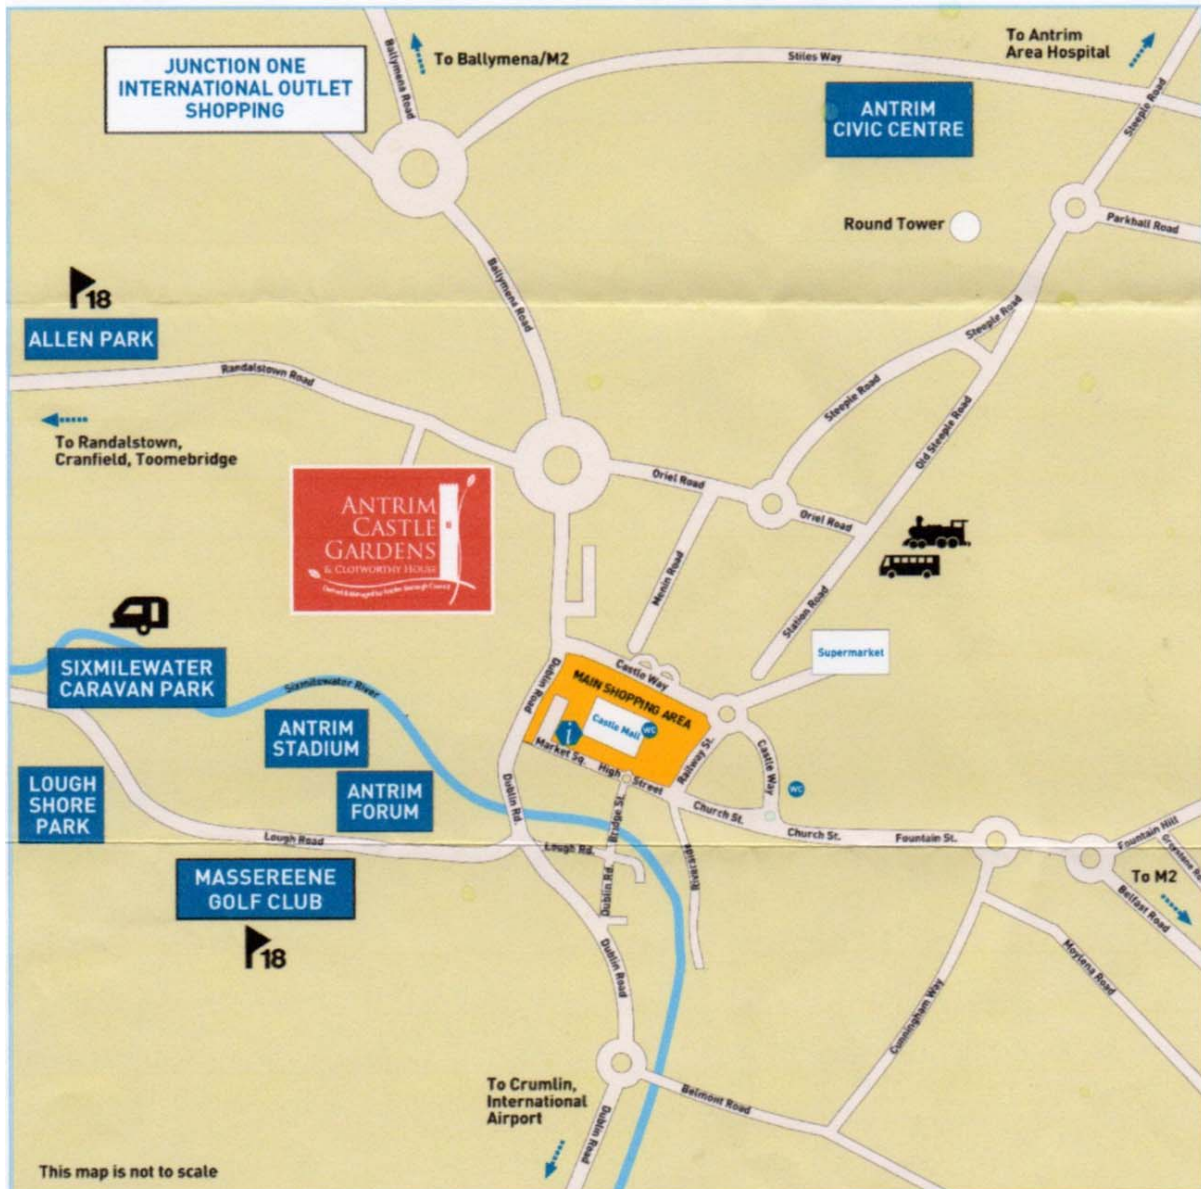 JUNCTION ONE
INTERNATIONAL OUTLET
SHOPPING
Ballymena Road
To Ballymena/M2
Stiles Way
To Antrim
Area Hospital
Steeple Road
ANTRIM
CIVIC CENTRE
Round Tower
Parkhall Road
18
ALLEN PARK
Ballymena Road
Steeple Road
Randalstown Road
Steeple Road
Old Steeple Road
To Randalstown,
Cranfield, Toomebridge
Oriel Road
Oriel Road
ANTRIM
CASTLE
GARDENS
& CLOTWORTHY HOUSE
Menin Road
Station Road
Supermarket
SIXMILEWATER
CARAVAN PARK
Sixmilewater River
Dublin Road
Castle Way
MAIN SHOPPING AREA
Castle Mall
WC
i
Market Sq.
High Street
Railway St.
Castle Way
WC
ANTRIM
STADIUM
ANTRIM
FORUM
LOUGH
SHORE
PARK
Dublin Rd.
Bridge St.
Church St.
Church St.
Fountain St.
Fountain Hill
Lough Road
Lough Rd.
Dublin Rd.
Riverside
To M2
Belfast Road
MASSEREENE
GOLF CLUB
18
Dublin Road
Moylena Road
Cunningham Way
To Crumlin,
International
Airport
Dublin Road
Belmont Road
This map is not to scale